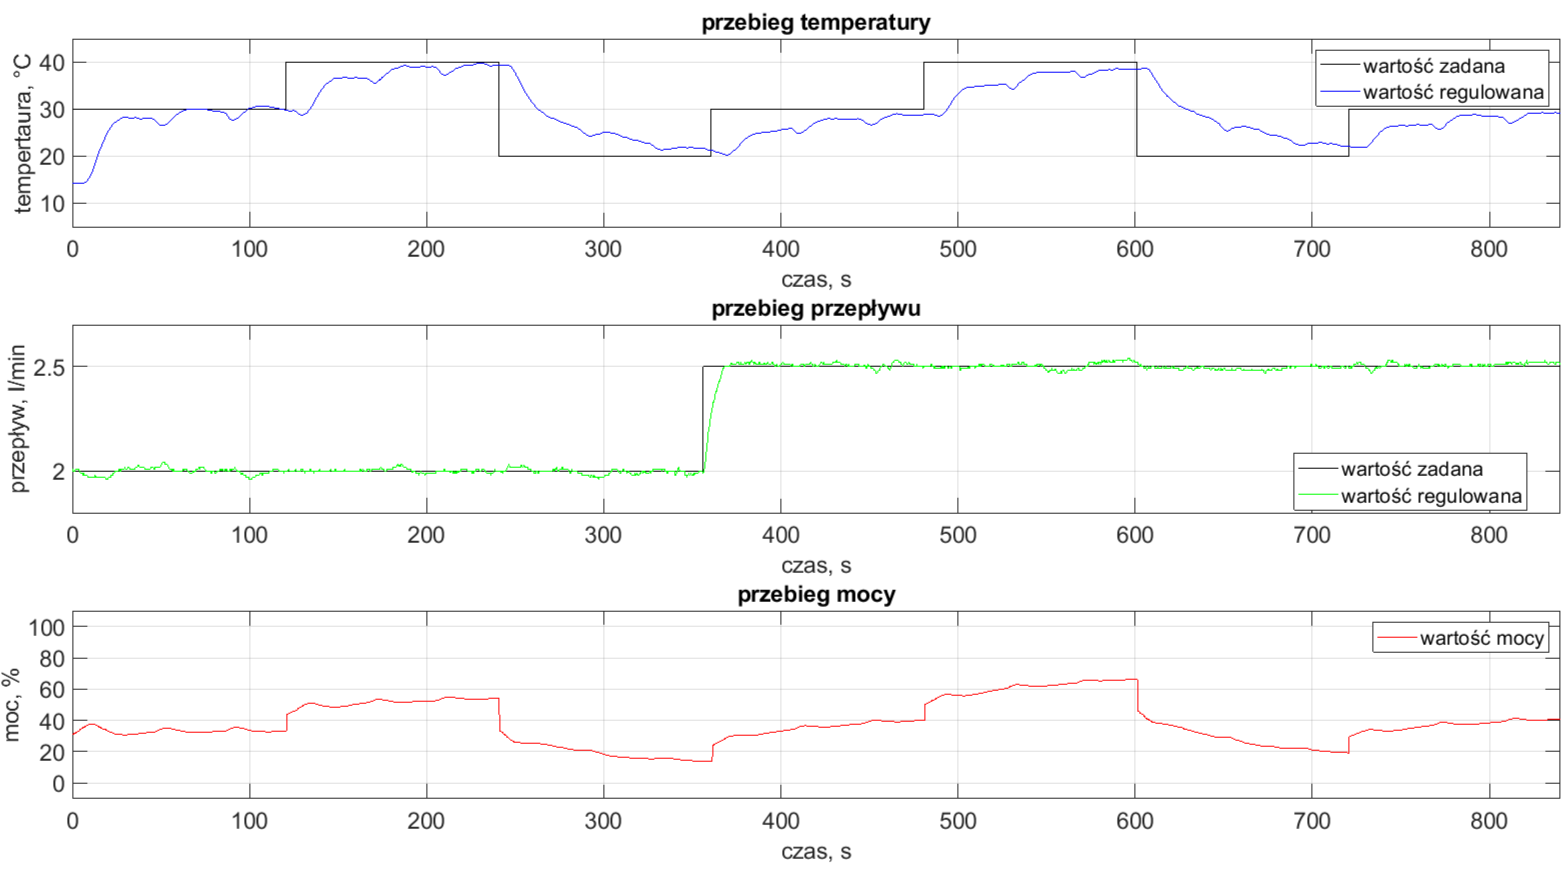 przebieg temperatury
tempertaura, °C
40
30
20
10
wartość zadana
wartość regulowana
0 100 200 300 400 500 600 700 800
czas, s
przebieg przepływu
przepływ, l/min
2.5
2
wartość zadana
wartość regulowana
0 100 200 300 400 500 600 700 800
czas, s
przebieg mocy
moc, %
100
80
60
40
20
0
wartość mocy
0 100 200 300 400 500 600 700 800
czas, s